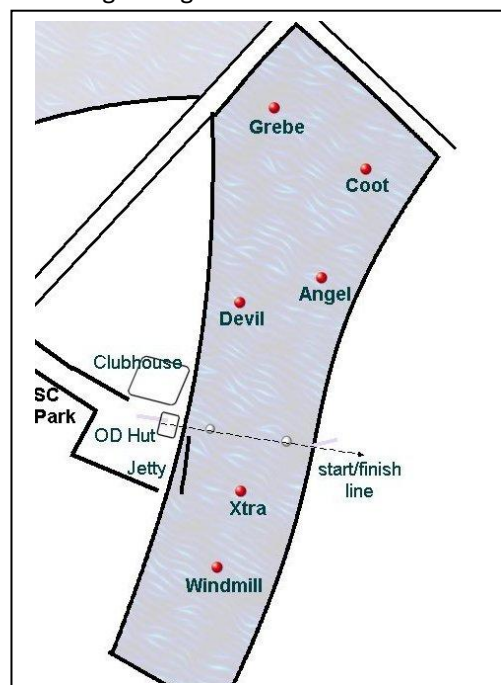 Grebe
Coot
Angel
Devil
Clubhouse
SC
Park
OD Hut
Jetty
start/finish
line
Xtra
Windmill